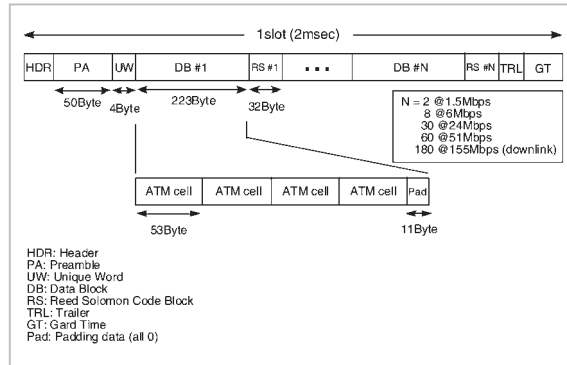 1slot (2msec)
HDR PA UW DB #1 RS #1 ▪ ▪ ▪ DB #N RS #N TRL GT
50Byte 4Byte 223Byte 32Byte
N = 2 @1.5Mbps
8 @6Mbps
30 @24Mbps
60 @51Mbps
180 @155Mbps (downlink)
ATM cell ATM cell ATM cell ATM cell Pad
53Byte 11Byte
HDR: Header
PA: Preamble
UW: Unique Word
DB: Data Block
RS: Reed Solomon Code Block
TRL: Trailer
GT: Gard Time
Pad: Padding data (all 0)